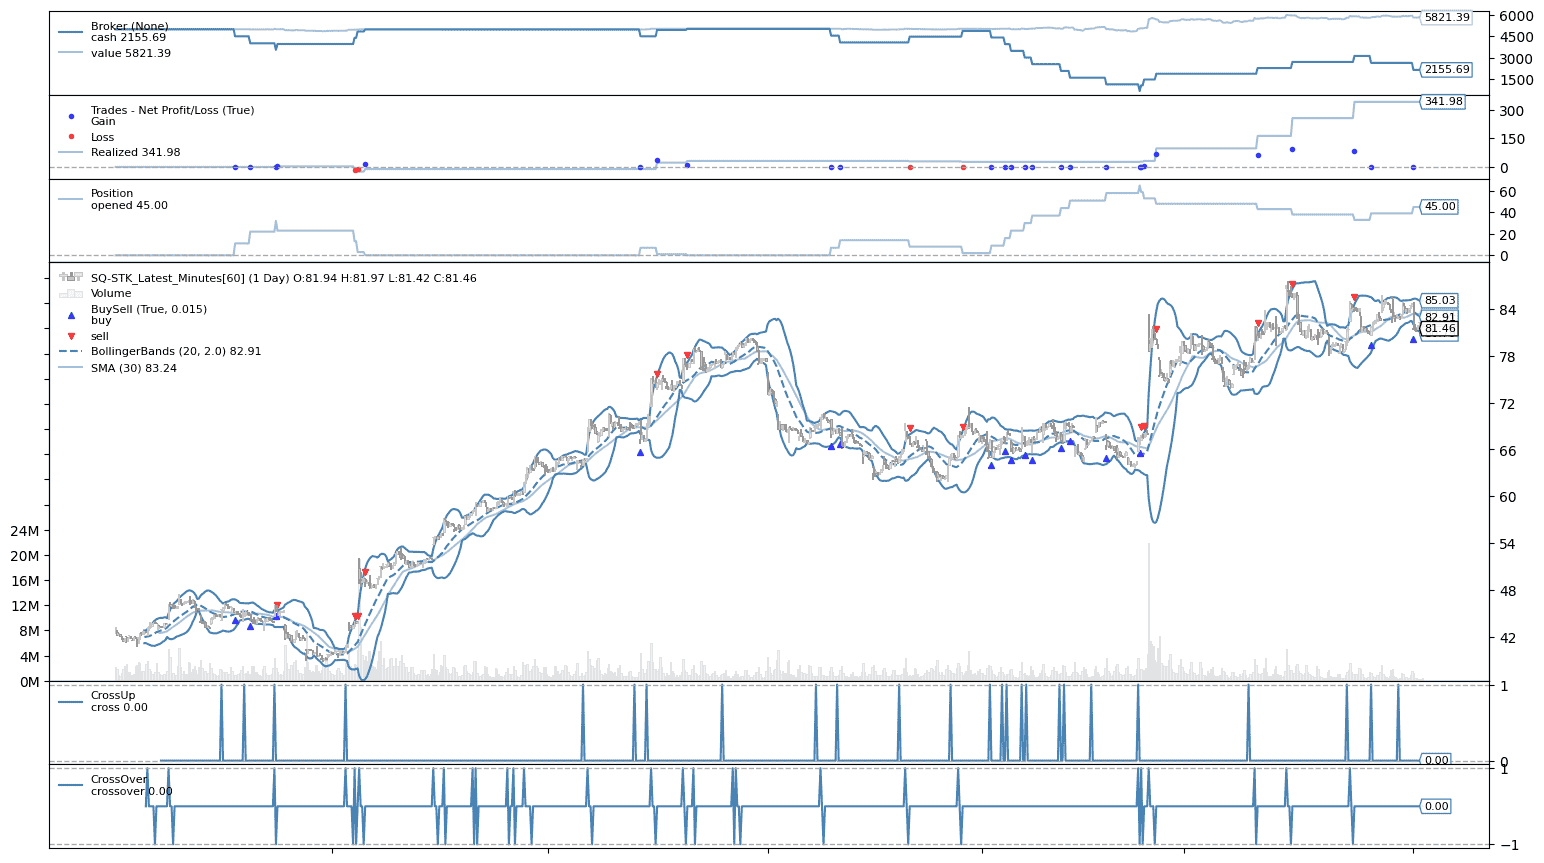 Broker (None)
cash 2155.69
value 5821.39
6000
4500
3000
1500
5821.39
2155.69
Trades - Net Profit/Loss (True)
Gain
Loss
Realized 341.98
300
150
0
341.98
Position
opened 45.00
60
40
20
0
45.00
SQ-STK_Latest_Minutes[60] (1 Day) O:81.94 H:81.97 L:81.42 C:81.46
Volume
BuySell (True, 0.015)
buy
sell
BollingerBands (20, 2.0) 82.91
SMA (30) 83.24
24M
20M
16M
12M
8M
4M
0M
84
78
72
66
60
54
48
42
85.03
82.91
81.46
CrossUp
cross 0.00
1
0
0.00
CrossOver
crossover 0.00
1
−1
0.00